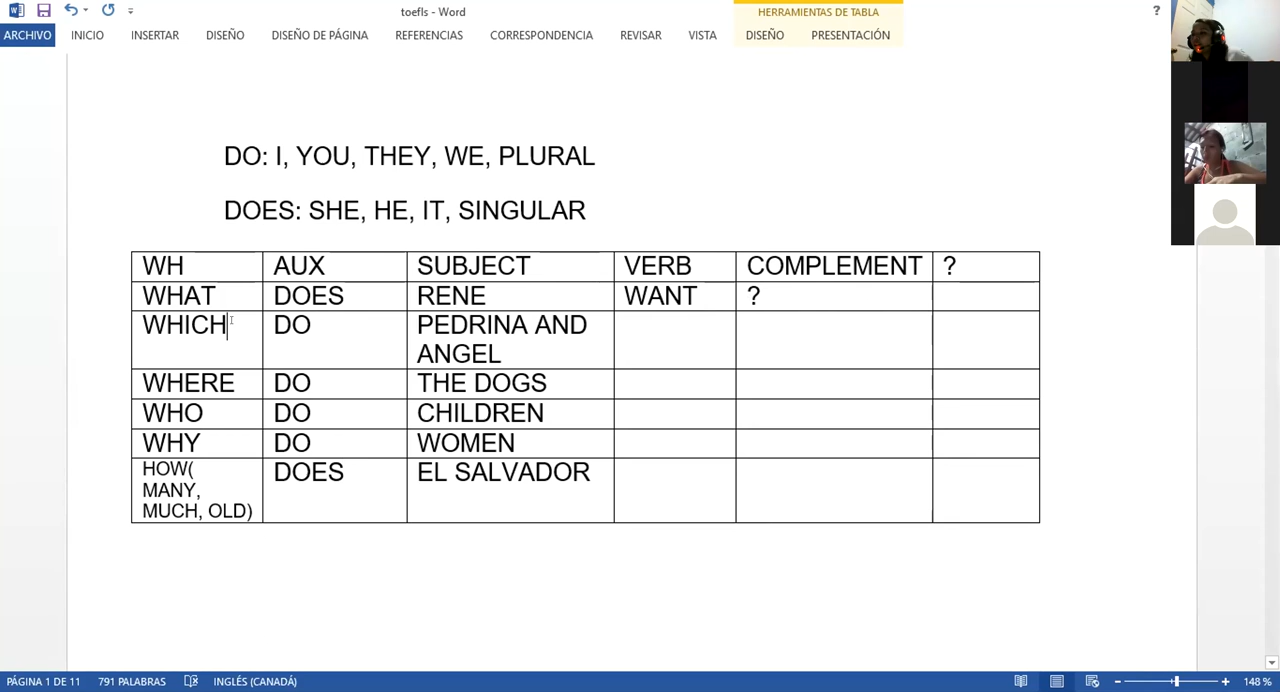 toefls - Word
HERRAMIENTAS DE TABLA
?
ARCHIVO INICIO INSERTAR DISEÑO DISEÑO DE PÁGINA REFERENCIAS CORRESPONDENCIA REVISAR VISTA DISEÑO PRESENTACIÓN
DO: I, YOU, THEY, WE, PLURAL
DOES: SHE, HE, IT, SINGULAR
WH AUX SUBJECT VERB COMPLEMENT ?
WHAT DOES RENE WANT ?
WHICH DO PEDRINA AND
ANGEL
WHERE DO THE DOGS
WHO DO CHILDREN
WHY DO WOMEN
HOW( DOES EL SALVADOR
MANY,
MUCH, OLD)
PÁGINA 1 DE 11 791 PALABRAS INGLÉS (CANADÁ) 148 %